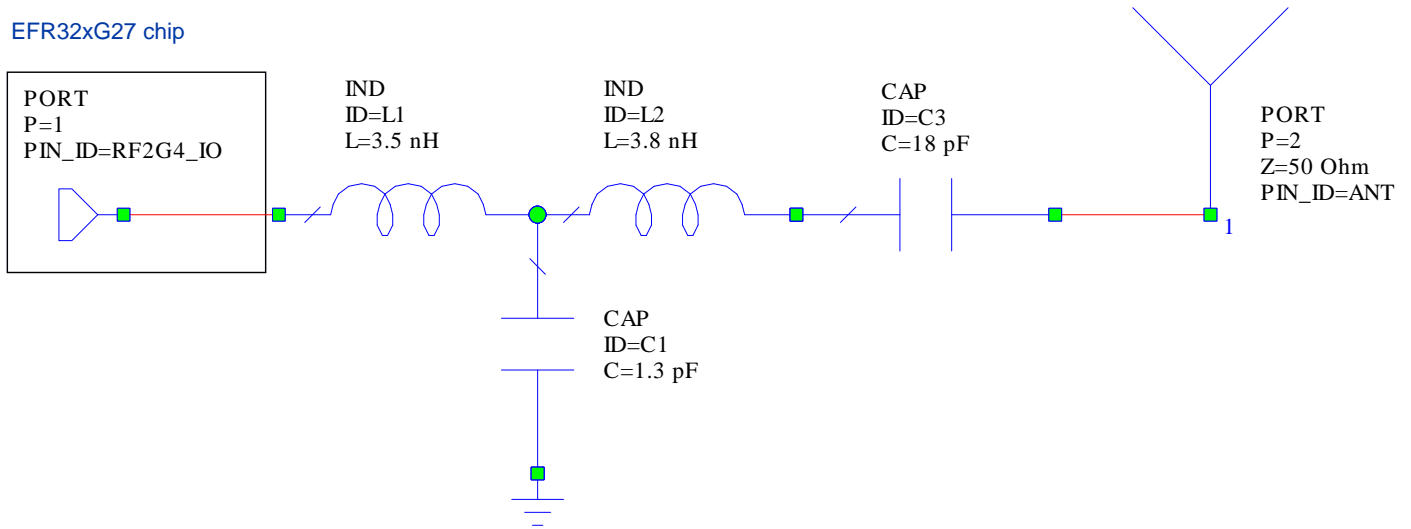 EFR32xG27 chip
PORT
P=1
PIN_ID=RF2G4_IO
IND
ID=L1
L=3.5 nH
IND
ID=L2
L=3.8 nH
CAP
ID=C3
C=18 pF
PORT
P=2
Z=50 Ohm
PIN_ID=ANT
1
CAP
ID=C1
C=1.3 pF